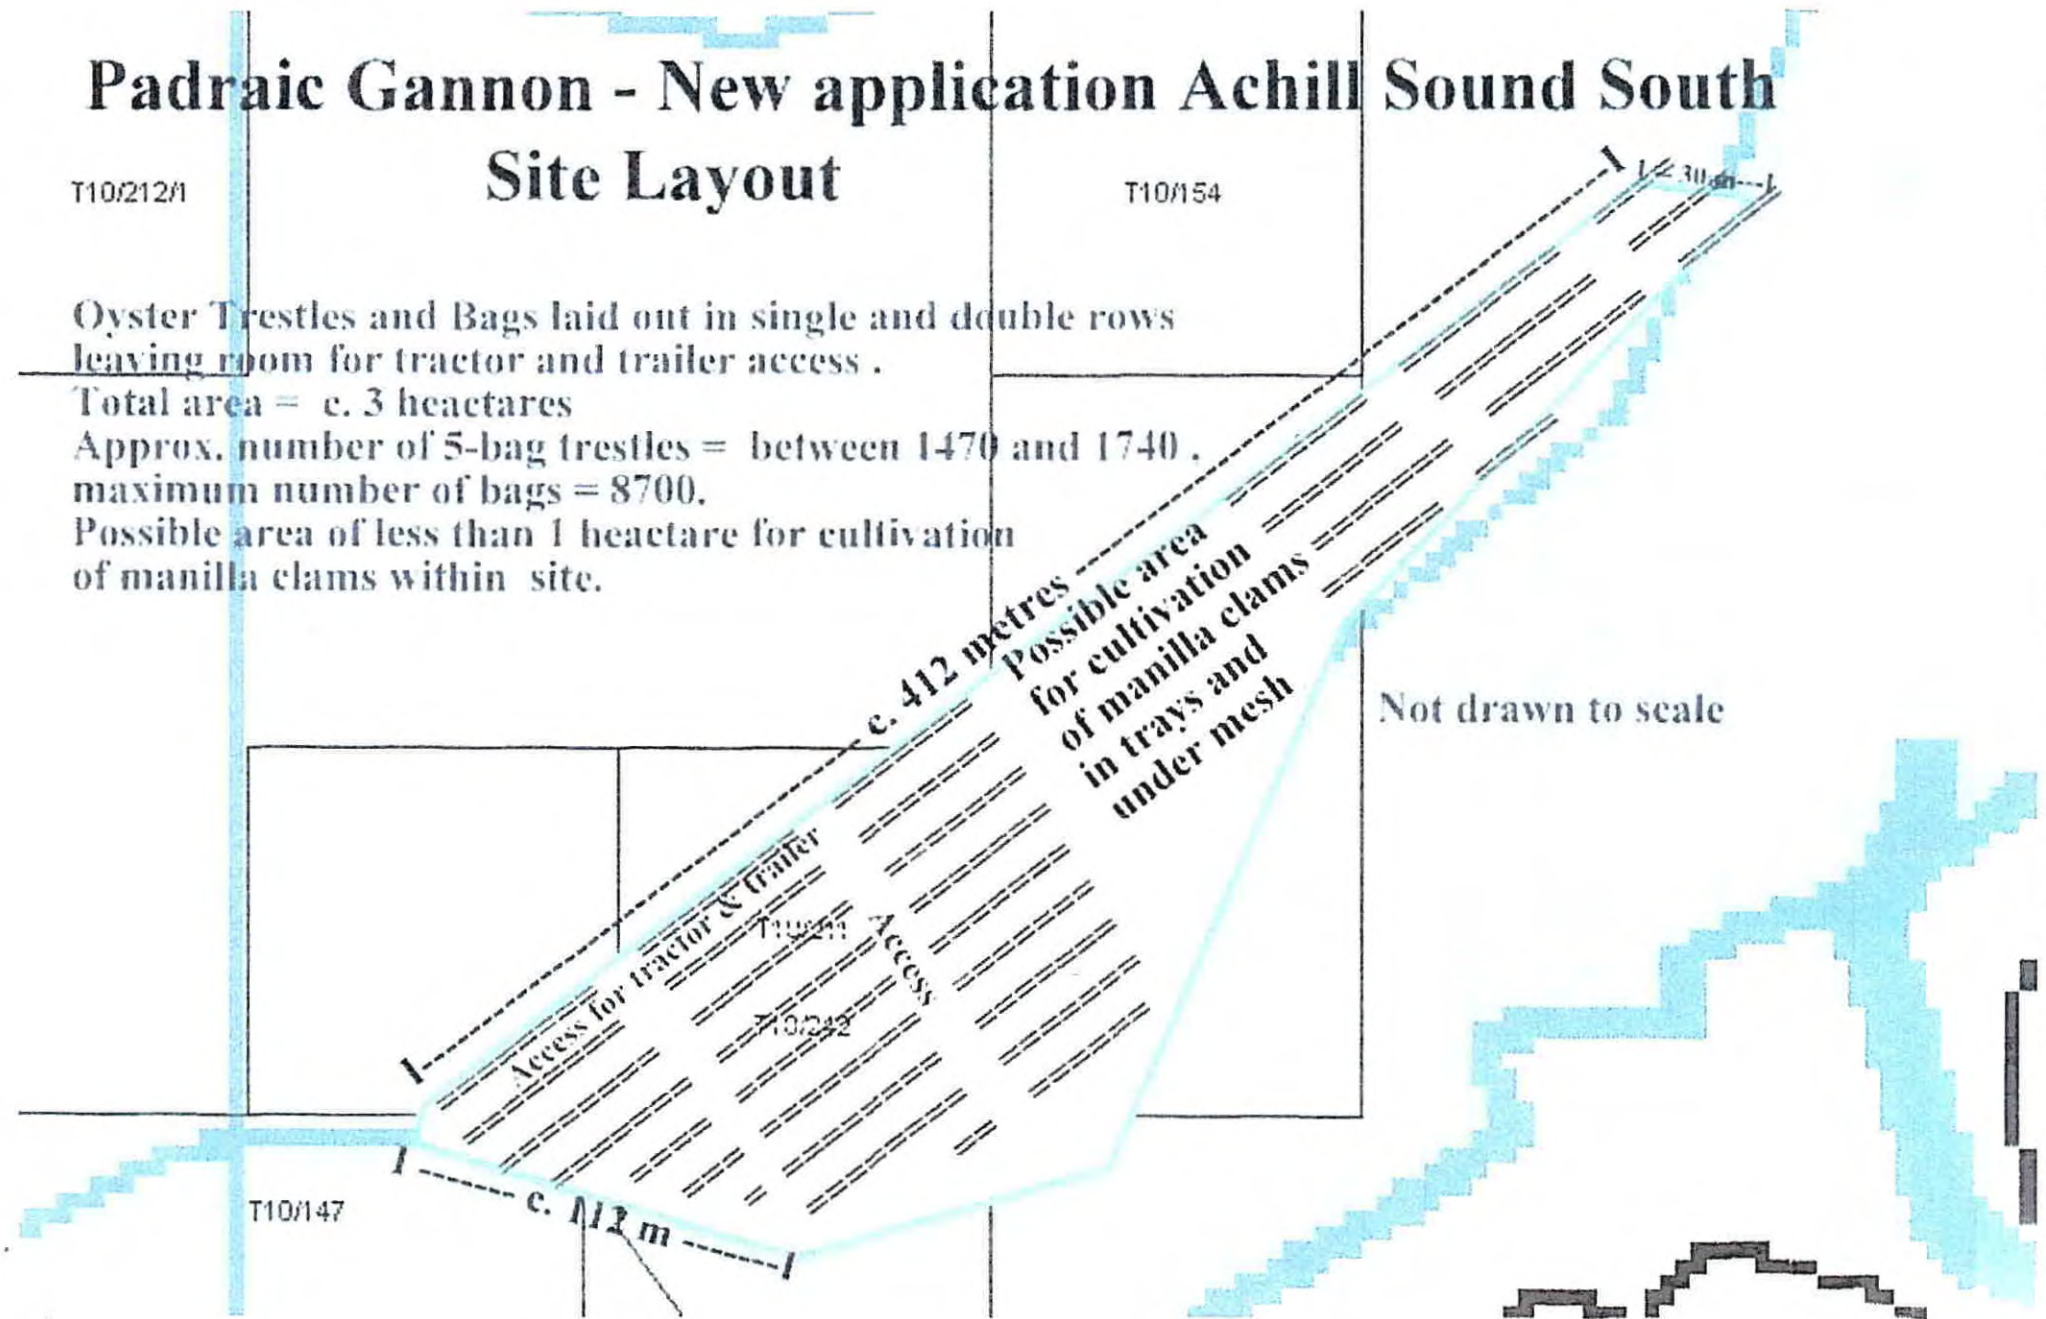 Padraic Gannon - New application Achill Sound South
Site Layout
T10/212/1
T10/154
Oyster Trestles and Bags laid out in single and double rows
leaving room for tractor and trailer access .
Total area = c. 3 heactares
Approx. number of 5-bag trestles = between 1470 and 1740 .
maximum number of bags = 8700.
Possible area of less than 1 heactare for cultivation
of manilla clams within site.
30 m
c. 412 metres
Possible area
for cultivation
of manilla clams
in trays and
under mesh
Not drawn to scale
Access for tractor & trailer
Access
T10/242
T10/147
c. m